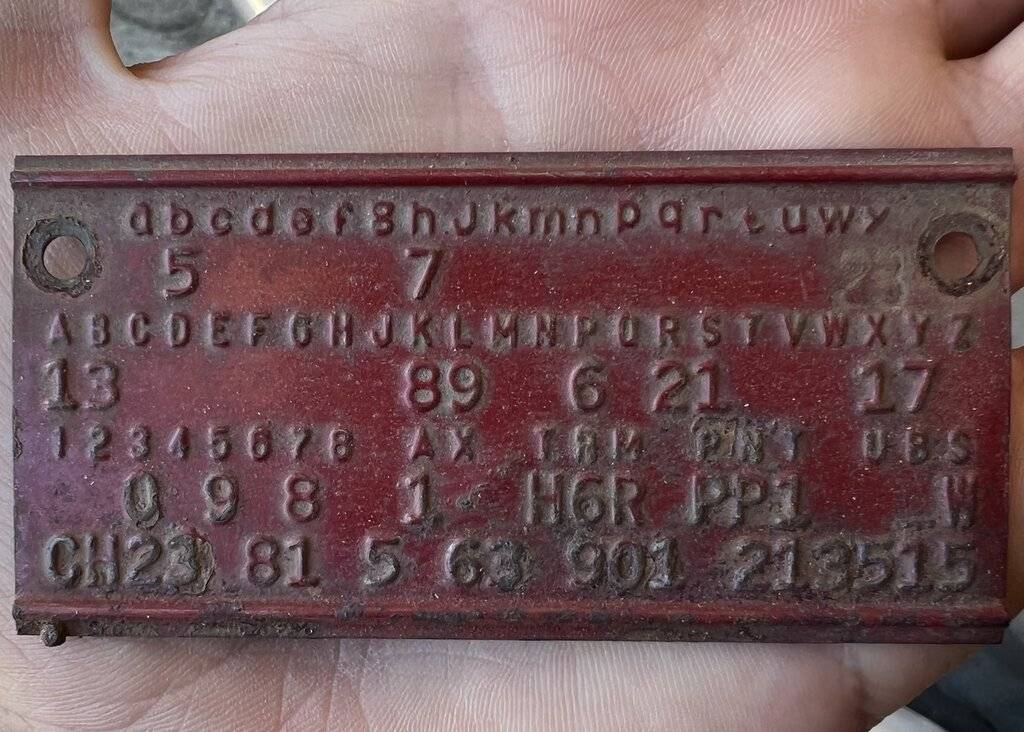 abcdefghJkmnpqrtuwy
5 7 23
ABCDEFGHJKLMNPQRSTVWXYZ
13 89 6 21 17
12345678 AX TRM PNT UBS
0 9 8 1 H6R PP1 W
CH23 81 5 63 901 213515